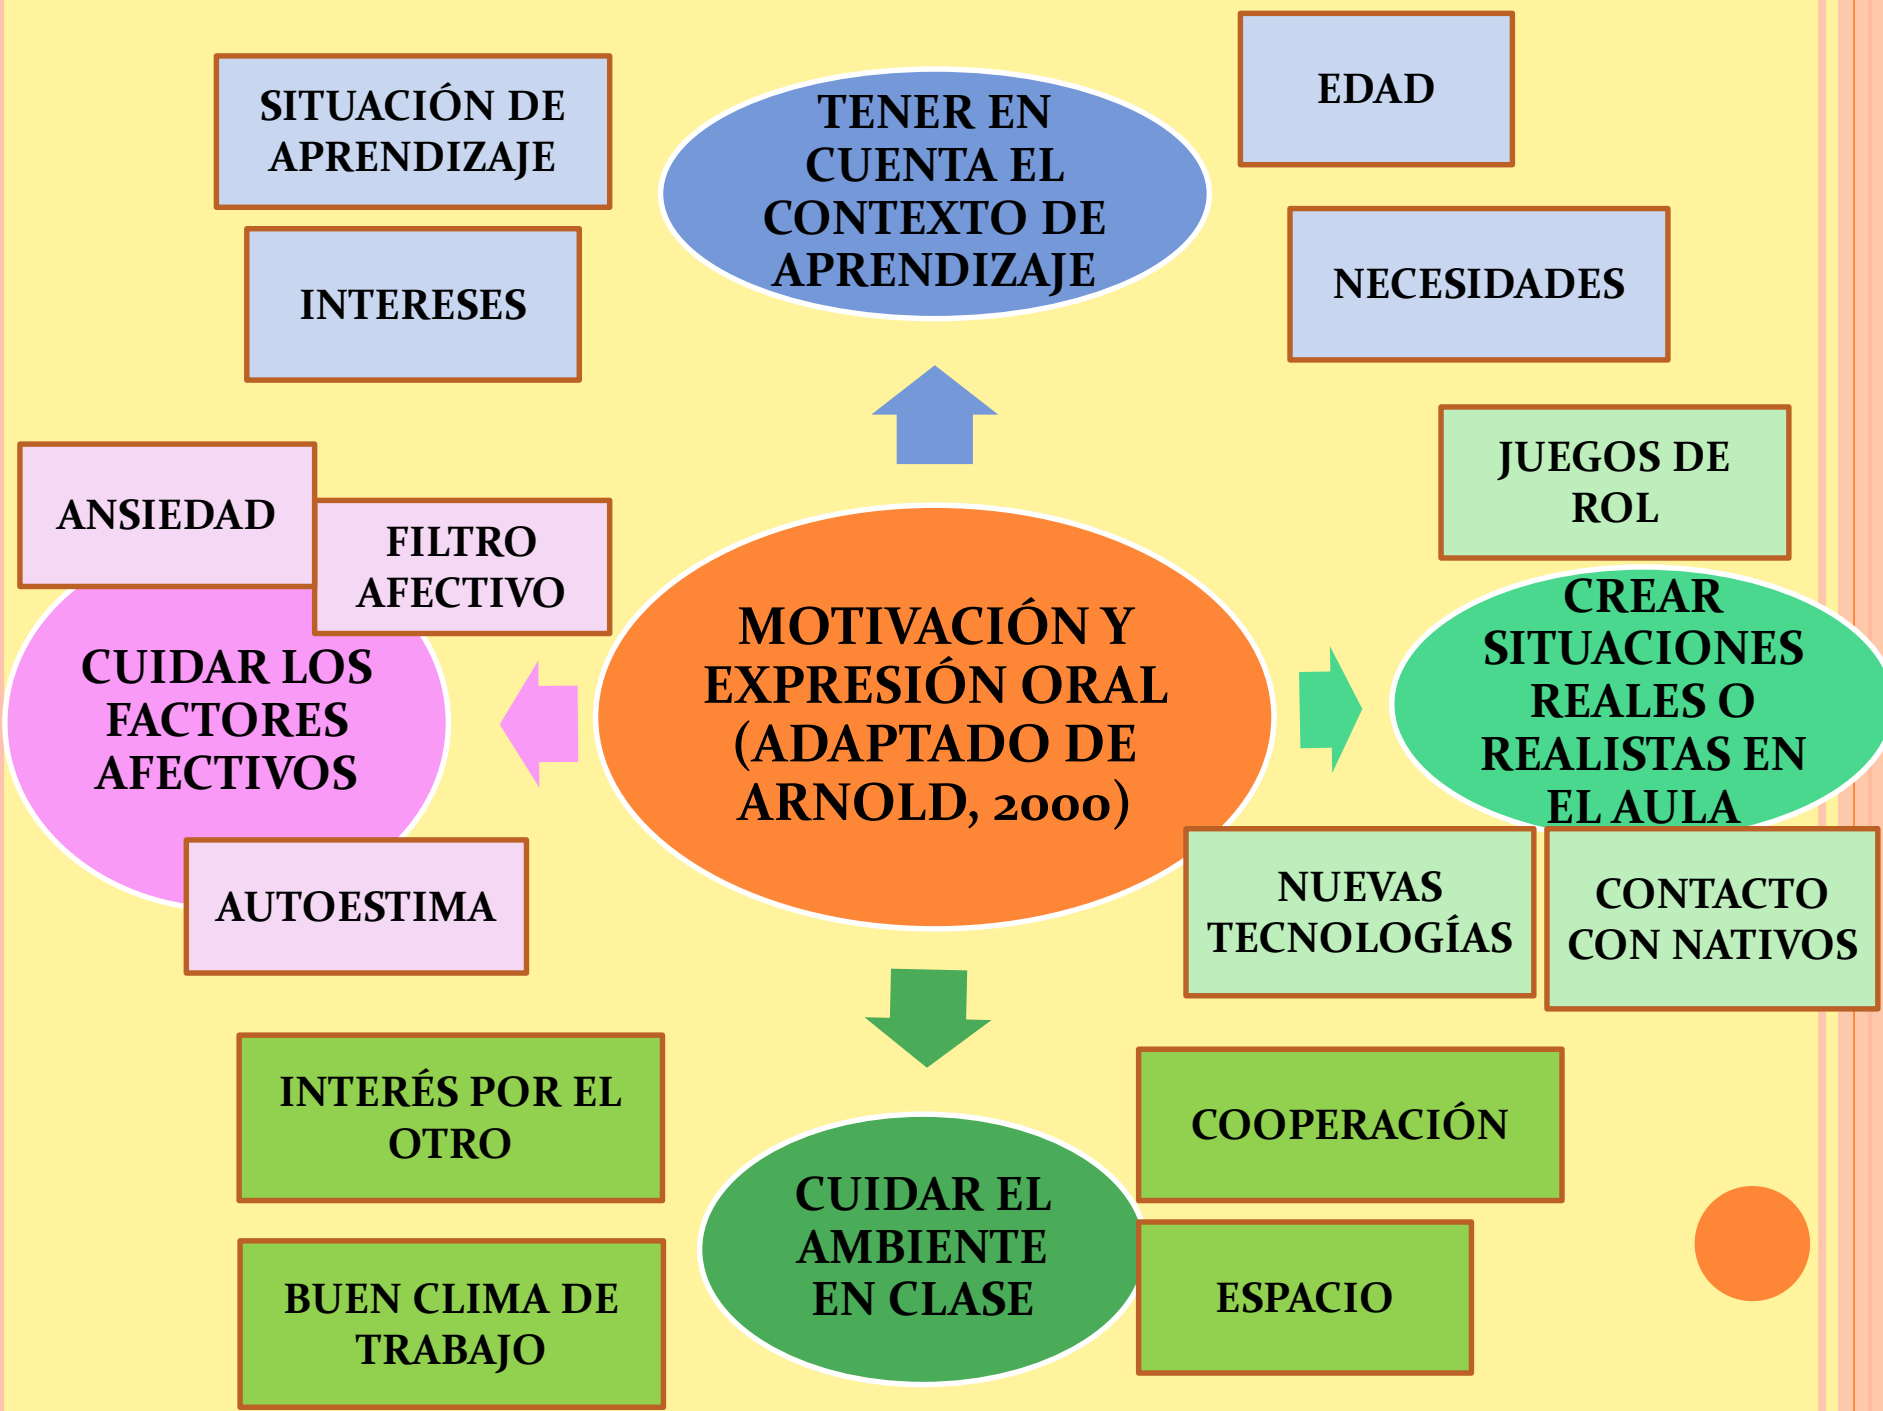 SITUACIÓN DE
APRENDIZAJE
INTERESES
TENER EN
CUENTA EL
CONTEXTO DE
APRENDIZAJE
EDAD
NECESIDADES
ANSIEDAD
FILTRO
AFECTIVO
CUIDAR LOS
FACTORES
AFECTIVOS
AUTOESTIMA
MOTIVACIÓN Y
EXPRESIÓN ORAL
(ADAPTADO DE
ARNOLD, 2000)
JUEGOS DE
ROL
CREAR
SITUACIONES
REALES O
REALISTAS EN
EL AULA
NUEVAS
TECNOLOGÍAS
CONTACTO
CON NATIVOS
INTERÉS POR EL
OTRO
BUEN CLIMA DE
TRABAJO
CUIDAR EL
AMBIENTE
EN CLASE
COOPERACIÓN
ESPACIO